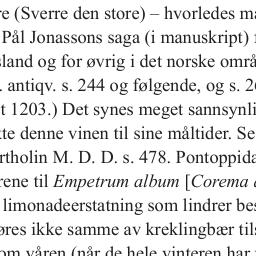 re (Sverre den store) – hvorledes ma
Pål Jonassons saga (i manuskript) f
sland og for øvrig i det norske områ
. antiqv. s. 244 og følgende, og s. 26
t 1203.) Det synes meget sannsynli
kte denne vinen til sine måltider. Se
rtholin M. D. D. s. 478. Pontoppida
rene til Empetrum album [Corema a
limonadeerstatning som lindrer bes
øres ikke samme av kreklingbær tils
om våren (når de hele vinteren har